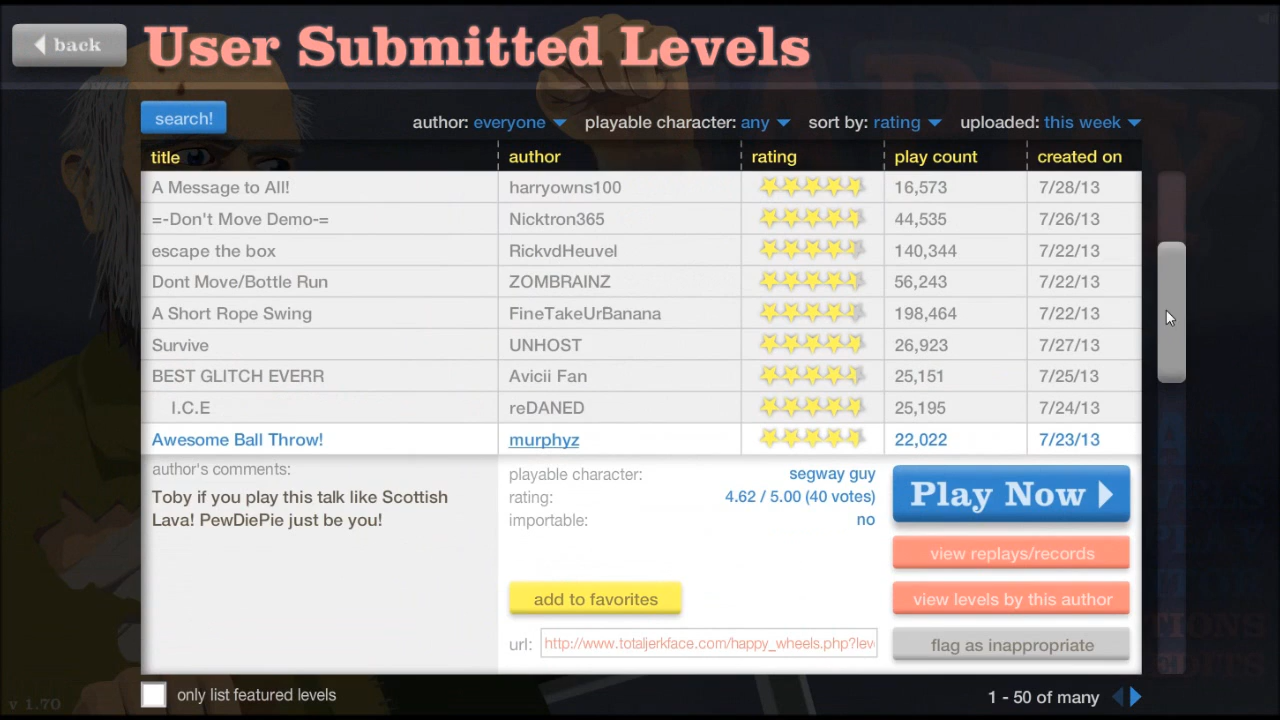 back
User Submitted Levels
search!
author: everyone playable character: any sort by: rating uploaded: this week
title author rating play count created on
A Message to All! harryowns100 16,573 7/28/13
=-Don't Move Demo-= Nicktron365 44,535 7/26/13
escape the box RickvdHeuvel 140,344 7/22/13
Dont Move/Bottle Run ZOMBRAINZ 56,243 7/22/13
A Short Rope Swing FineTakeUrBanana 198,464 7/22/13
Survive UNHOST 26,923 7/27/13
BEST GLITCH EVERR Avicii Fan 25,151 7/25/13
I.C.E reDANED 25,195 7/24/13
Awesome Ball Throw! murphyz 22,022 7/23/13
author's comments:
Toby if you play this talk like Scottish
Lava! PewDiePie just be you!
playable character: segway guy
rating: 4.62 / 5.00 (40 votes)
importable: no
add to favorites
url: http://www.totaljerkface.com/happy_wheels.php?lev
Play Now
view replays/records
view levels by this author
flag as inappropriate
only list featured levels
1 - 50 of many
v 1.70